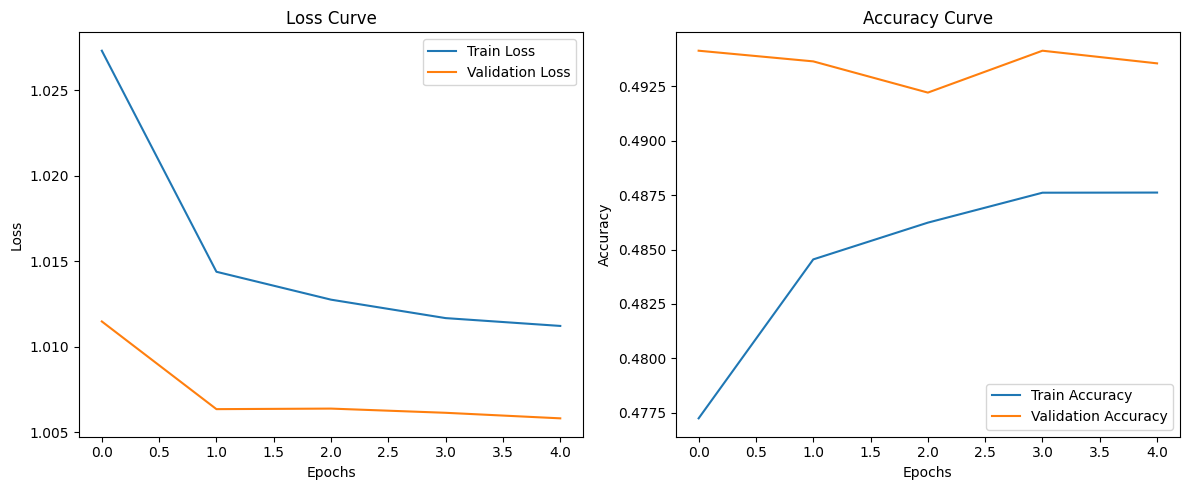 Loss Curve
Train Loss
Validation Loss
1.025
1.020
1.015
1.010
1.005
Loss
0.0 0.5 1.0 1.5 2.0 2.5 3.0 3.5 4.0
Epochs
Accuracy Curve
0.4925
0.4900
0.4875
0.4850
0.4825
0.4800
0.4775
Accuracy
Train Accuracy
Validation Accuracy
0.0 0.5 1.0 1.5 2.0 2.5 3.0 3.5 4.0
Epochs